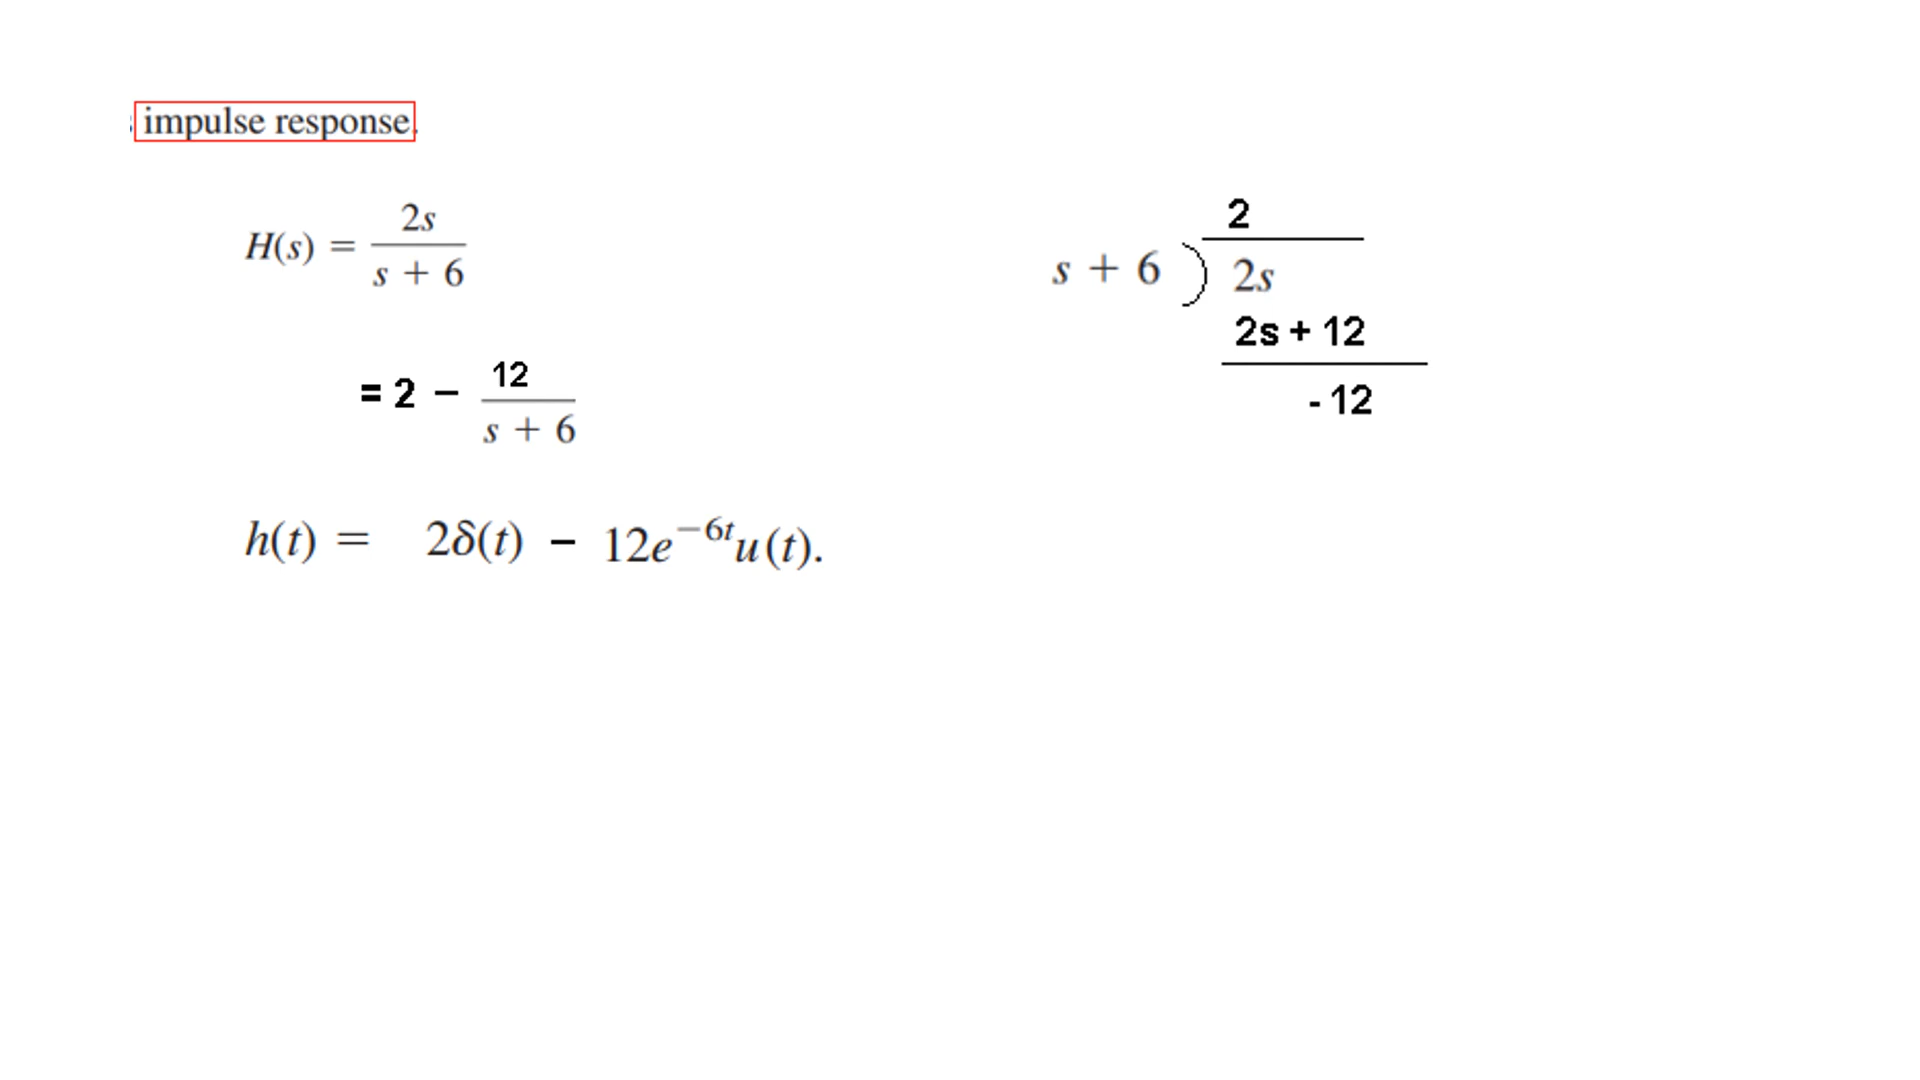 impulse response.
H(s) = 2s / s + 6
= 2 − 12 / s + 6
h(t) = 2δ(t) − 12e^{−6t}u(t).
2
s + 6 ) 2s
2s + 12
- 12